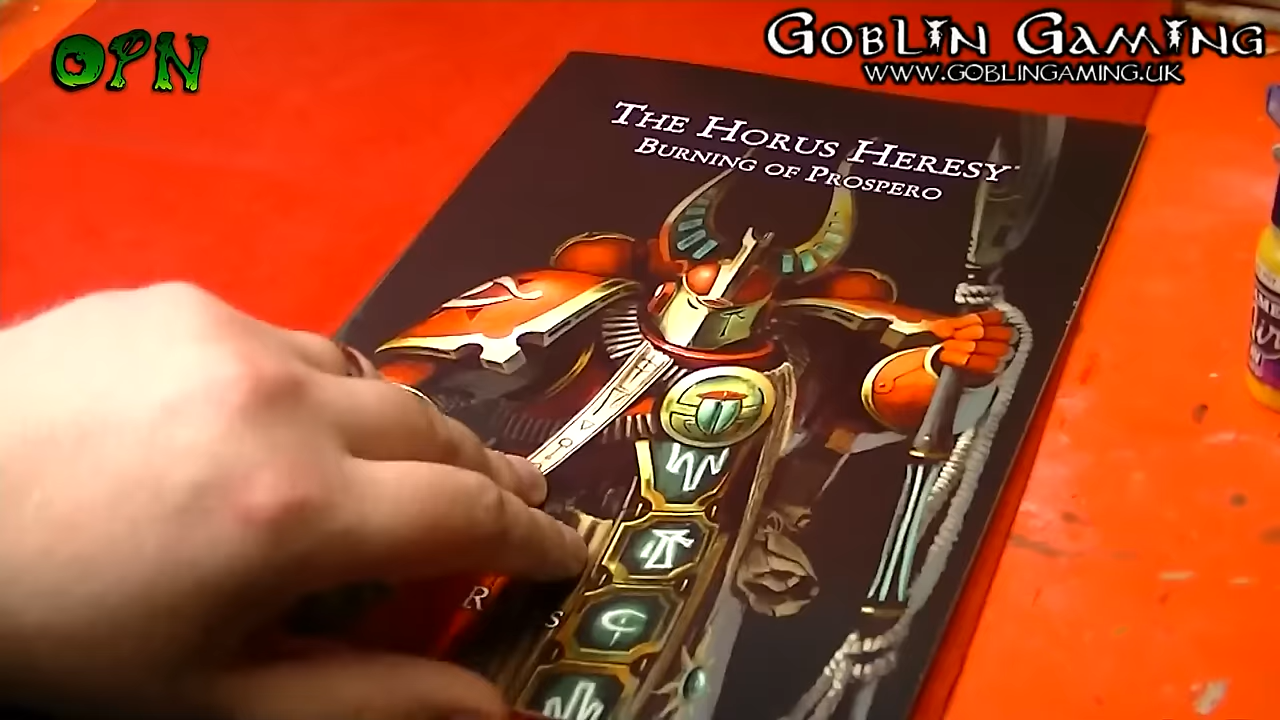 OPN
GOBLIN GAMING
WWW.GOBLINGAMING.UK
THE HORUS HERESY
BURNING OF PROSPERO
R S